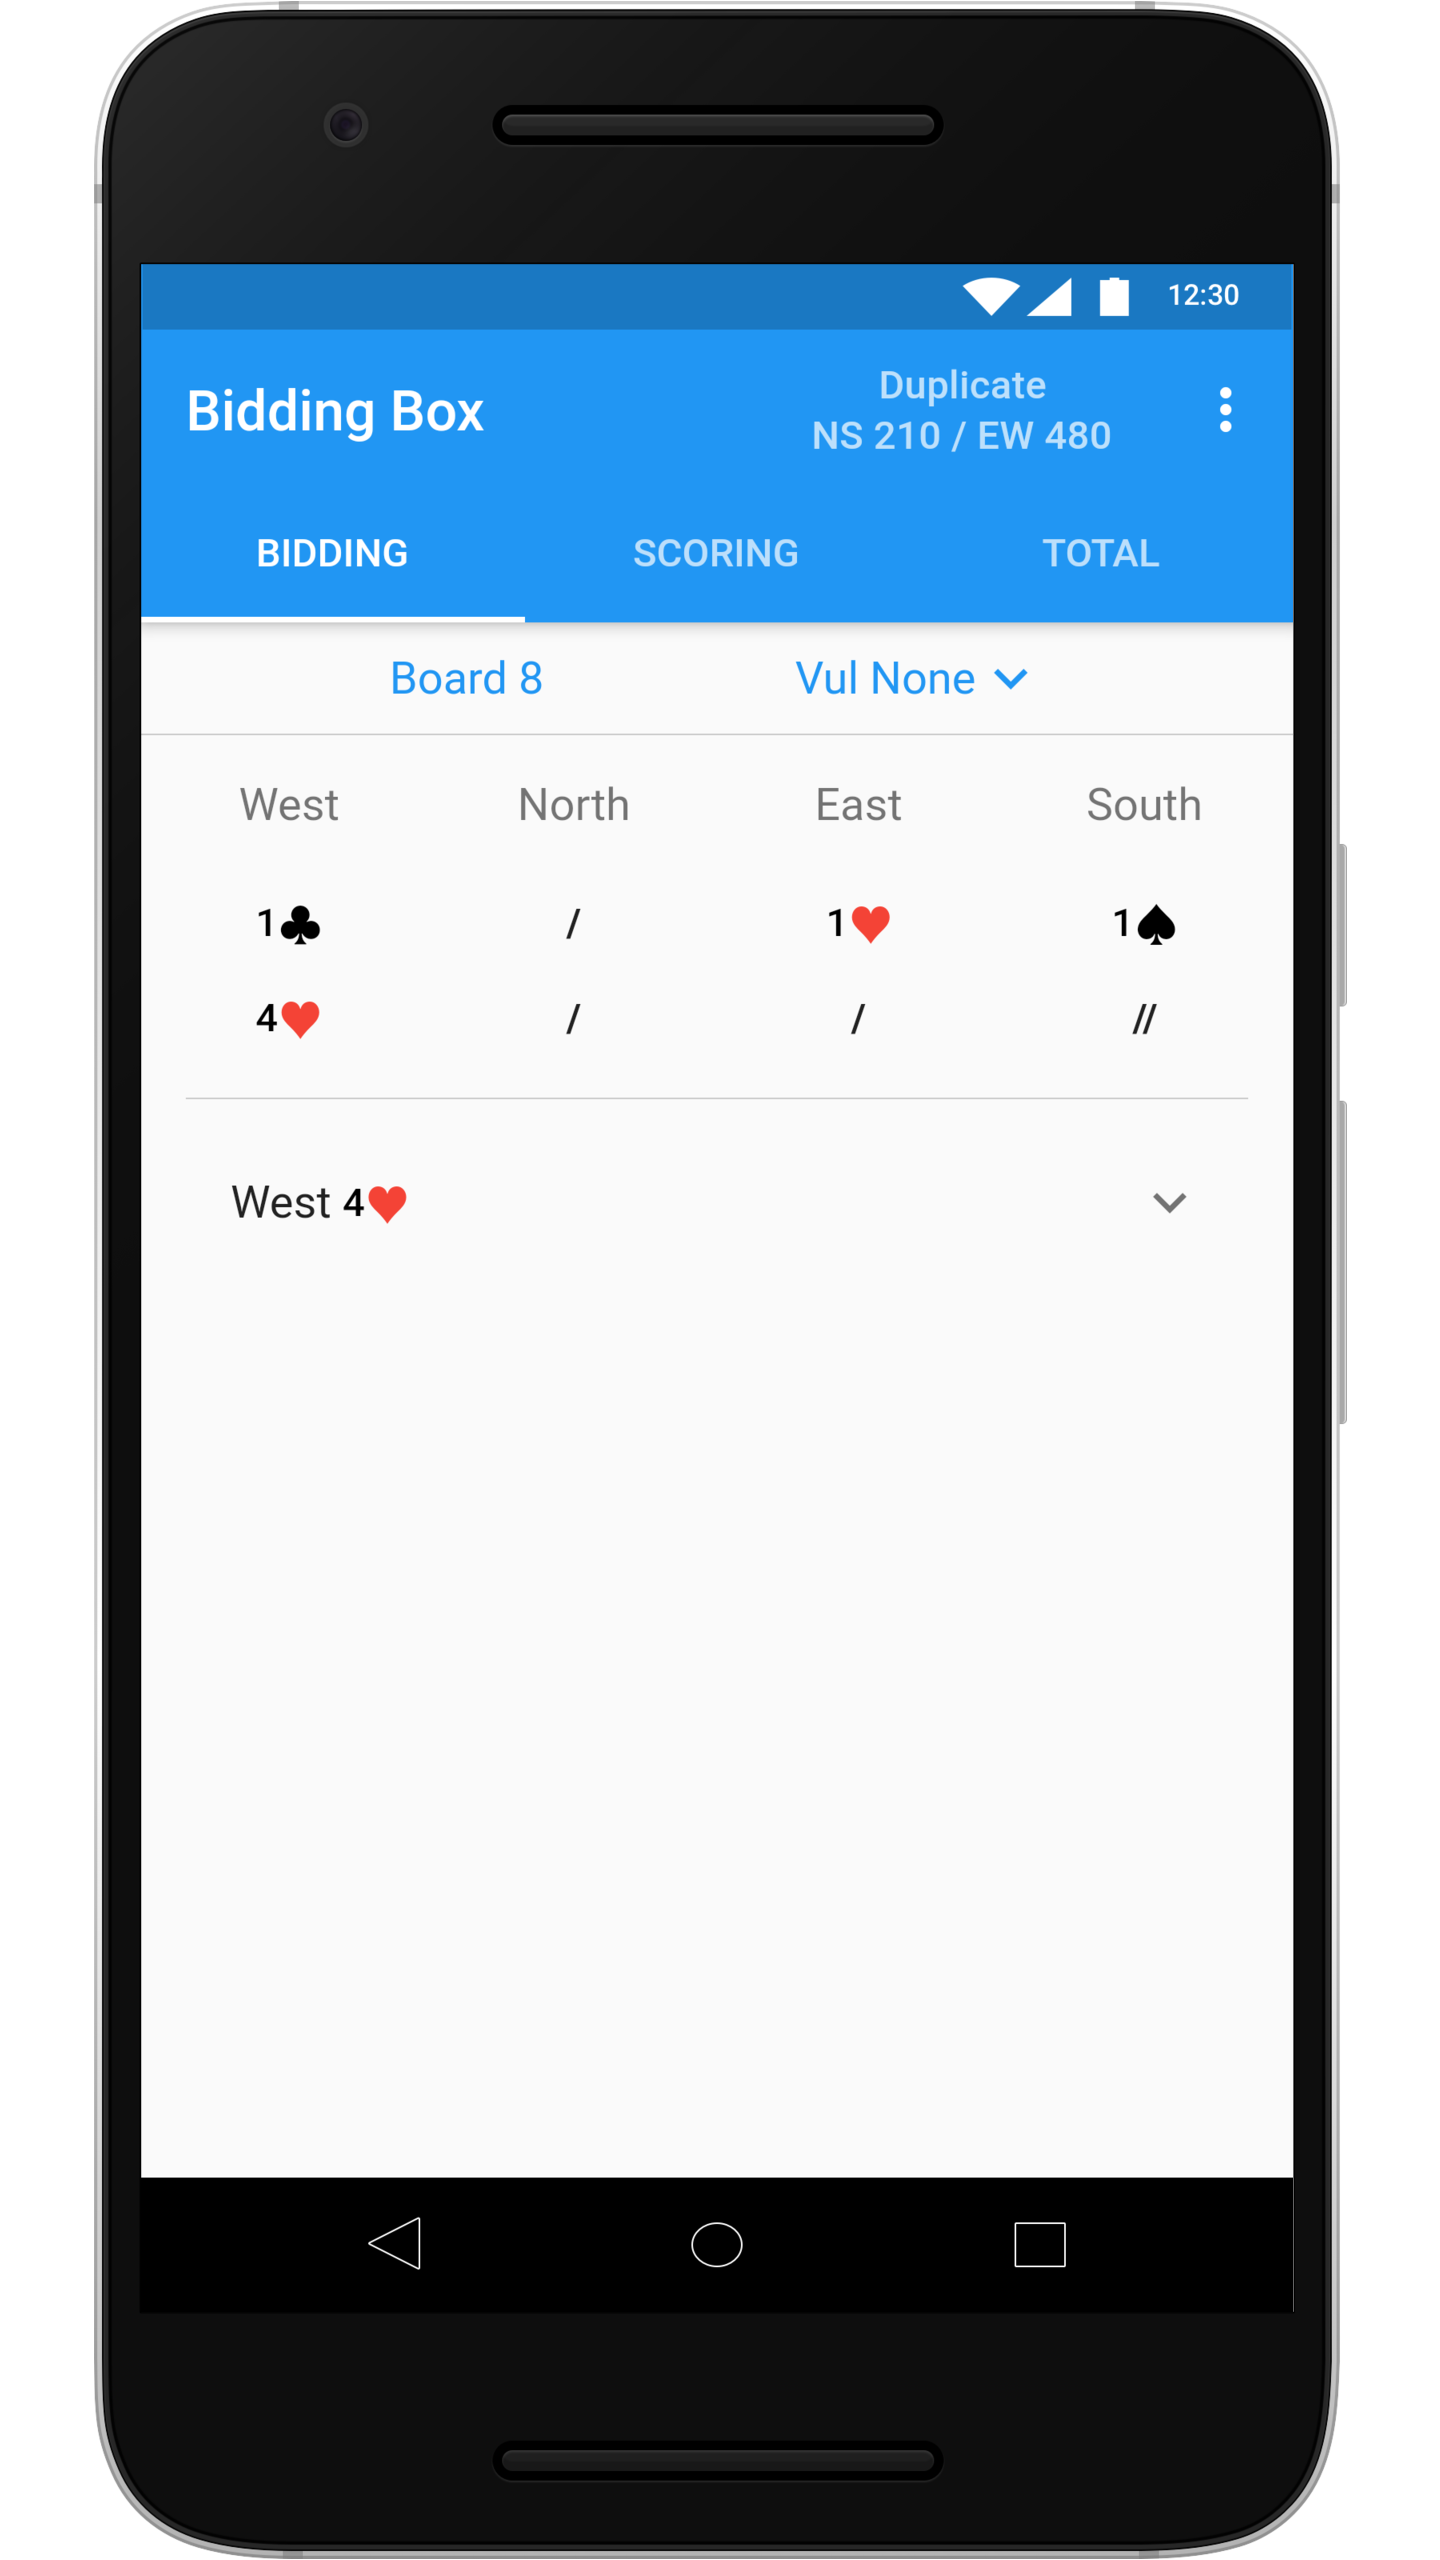 12:30
Bidding Box
Duplicate
NS 210 / EW 480
BIDDING SCORING TOTAL
Board 8 Vul None
West North East South
1♣ / 1♥ 1♠
4♥ / / //
West 4♥